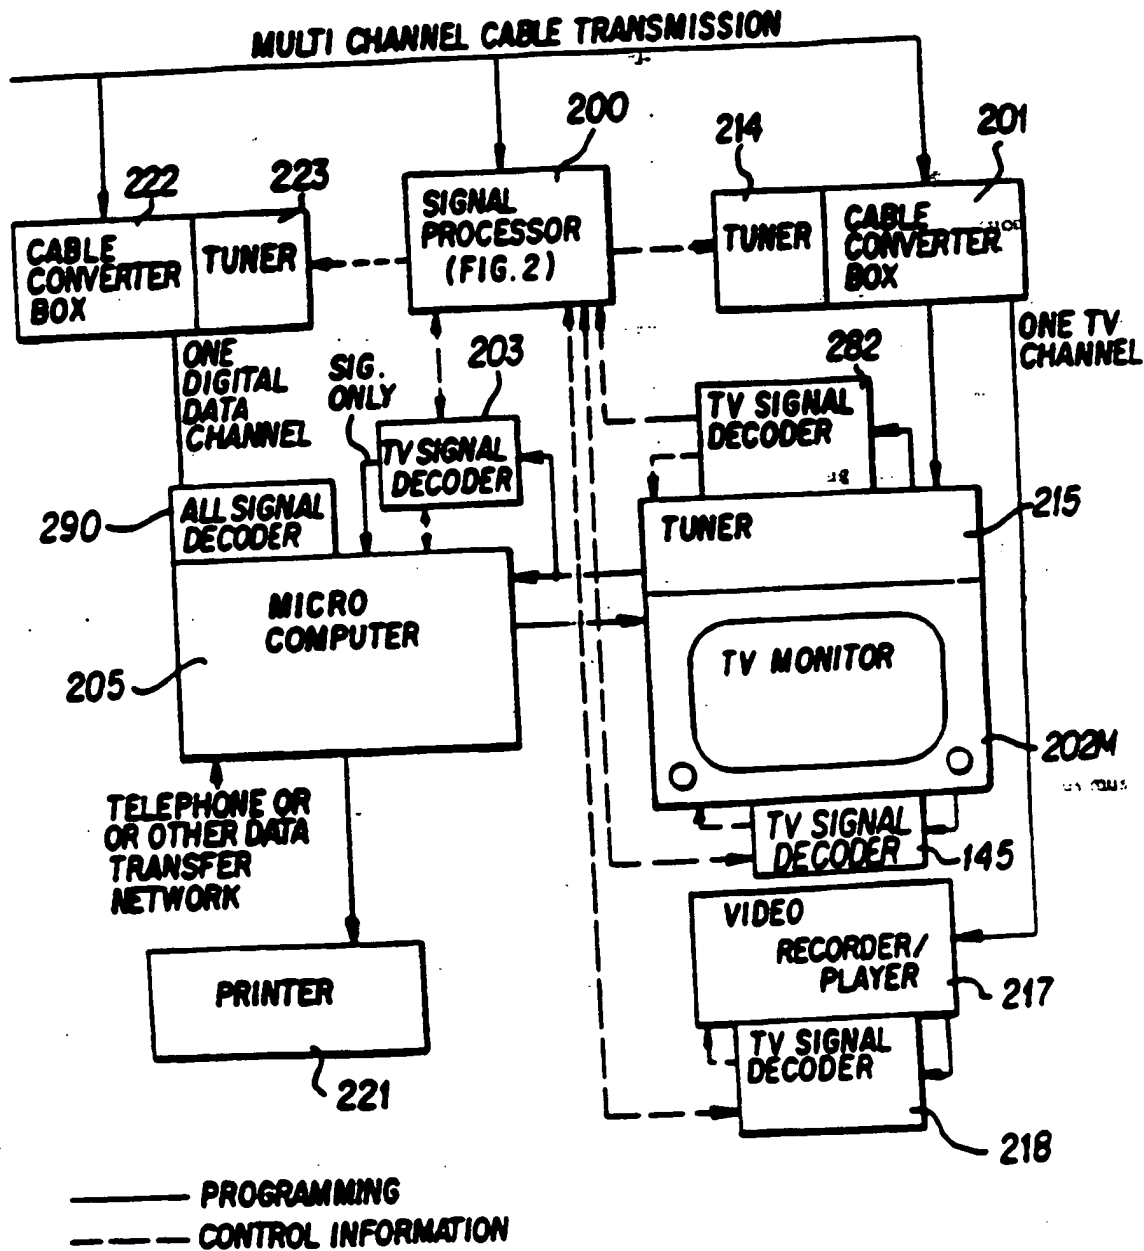 MULTI CHANNEL CABLE TRANSMISSION
200
214
201
222
223
SIGNAL
PROCESSOR
(FIG. 2)
TUNER
CABLE
CONVERTER
BOX
CABLE
CONVERTER
BOX
TUNER
ONE TV
CHANNEL
ONE
DIGITAL
DATA
CHANNEL
SIG.
ONLY
203
282
TV SIGNAL
DECODER
TV SIGNAL
DECODER
290
ALL SIGNAL
DECODER
TUNER
215
MICRO
COMPUTER
TV MONITOR
205
202M
TELEPHONE OR
OR OTHER DATA
TRANSFER
NETWORK
TV SIGNAL
DECODER
145
VIDEO
RECORDER/
PLAYER
217
PRINTER
TV SIGNAL
DECODER
221
218
PROGRAMMING
CONTROL INFORMATION